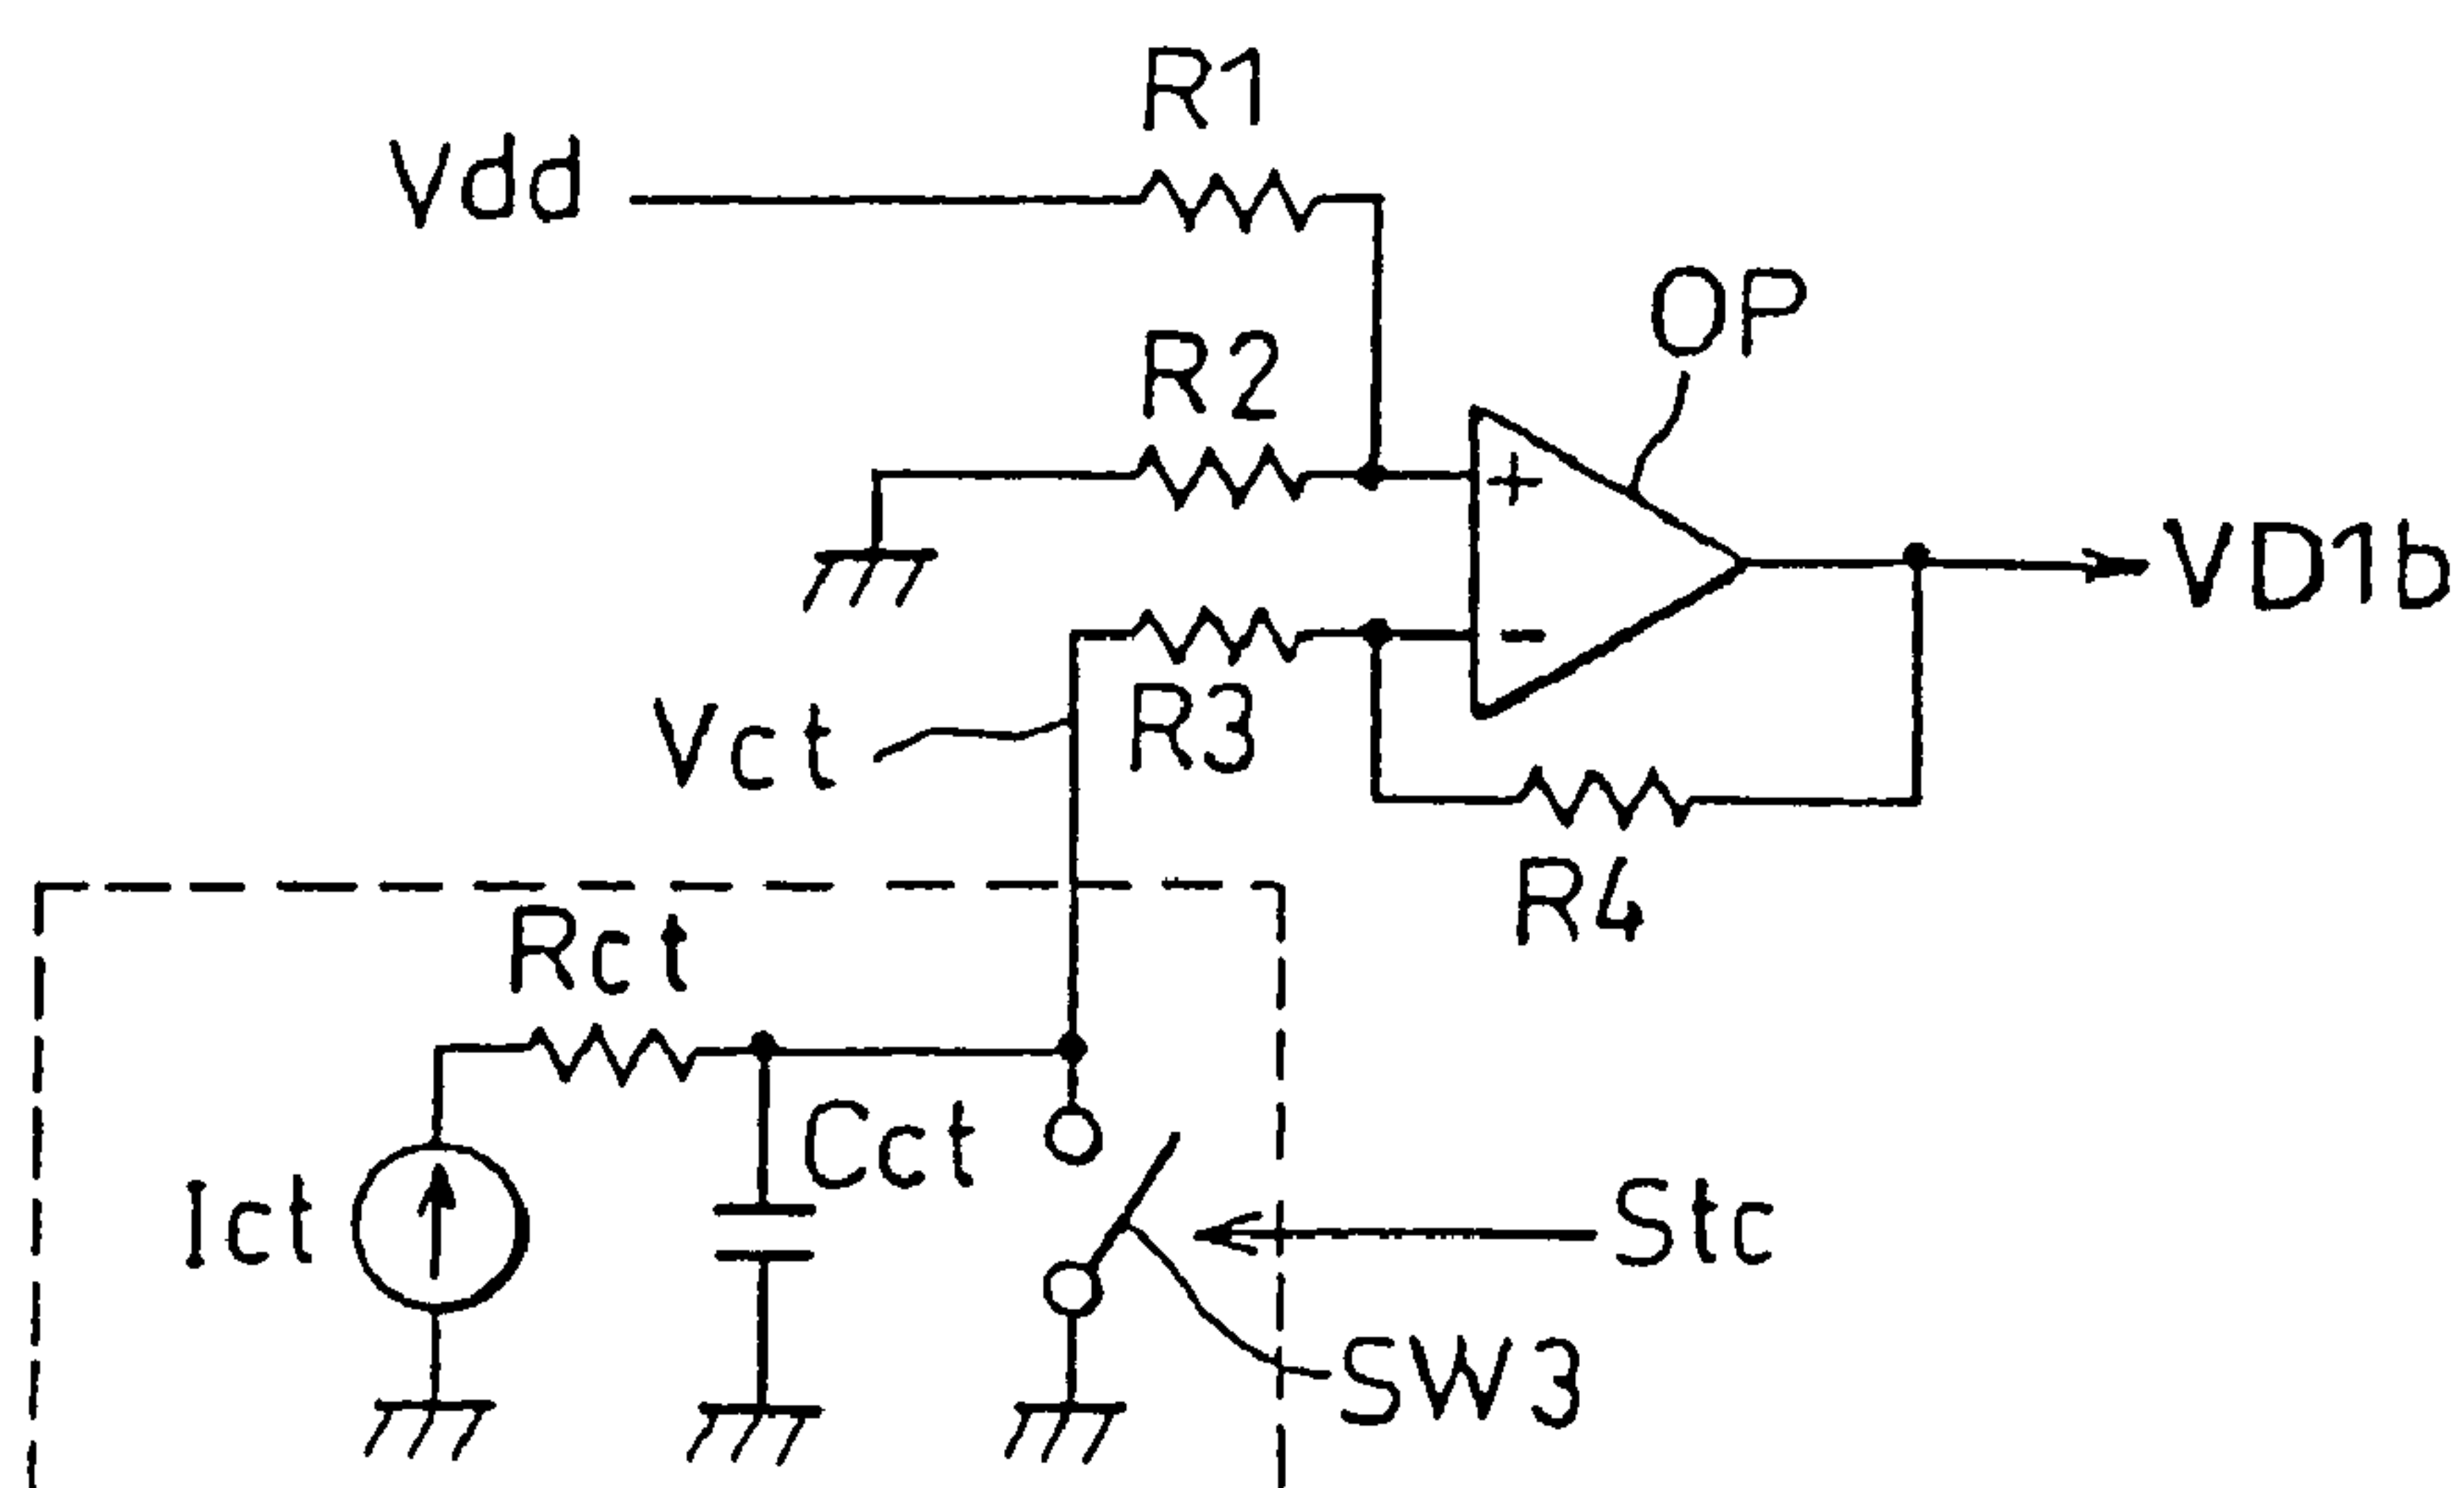 R1
Vdd
OP
R2
+
VD1b
-
R3
Vct
R4
Rct
Cct
Ict
Stc
SW3